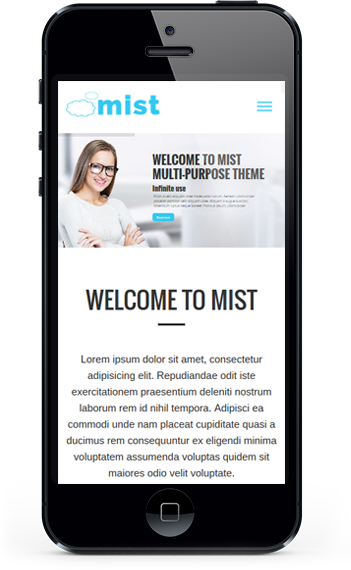 mist
WELCOME TO MIST
MULTI-PURPOSE THEME
Infinite use
WELCOME TO MIST
Lorem ipsum dolor sit amet, consectetur
adipisicing elit. Repudiandae odit iste
exercitationem praesentium deleniti nostrum
laborum rem id nihil tempora. Adipisci ea
commodi unde nam placeat cupiditate quasi a
ducimus rem consequuntur ex eligendi minima
voluptatem assumenda voluptas quidem sit
maiores odio velit voluptate.